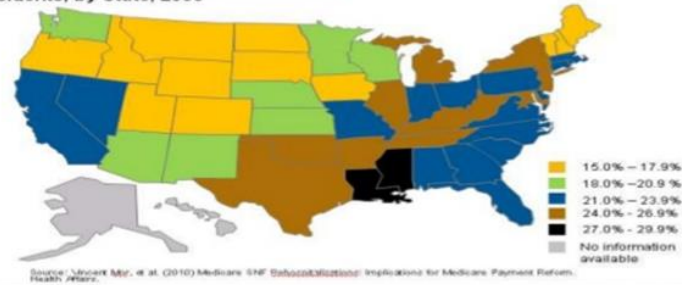 by State,
15.0% – 17.9%
18.0% –20.9 %
21.0% – 23.9%
24.0% - 26.9%
27.0% - 29.9%
No information
available
Source: Vincent Mor, et al. (2010) Medicare SNF Rehospitalizations: Implications for Medicare Payment Reform.
Health Affairs.